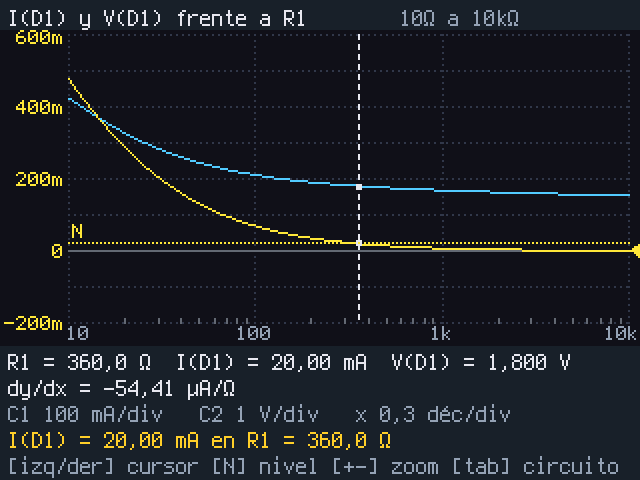 I(D1) y V(D1) frente a R1 10Ω a 10kΩ
600m
400m
200m
N
0
-200m
10 100 1k 10k
R1 = 360,0 Ω I(D1) = 20,00 mA V(D1) = 1,800 V
dy/dx = -54,41 µA/Ω
C1 100 mA/div C2 1 V/div x 0,3 déc/div
I(D1) = 20,00 mA en R1 = 360,0 Ω
[izq/der] cursor [N] nivel [+-] zoom [tab] circuito